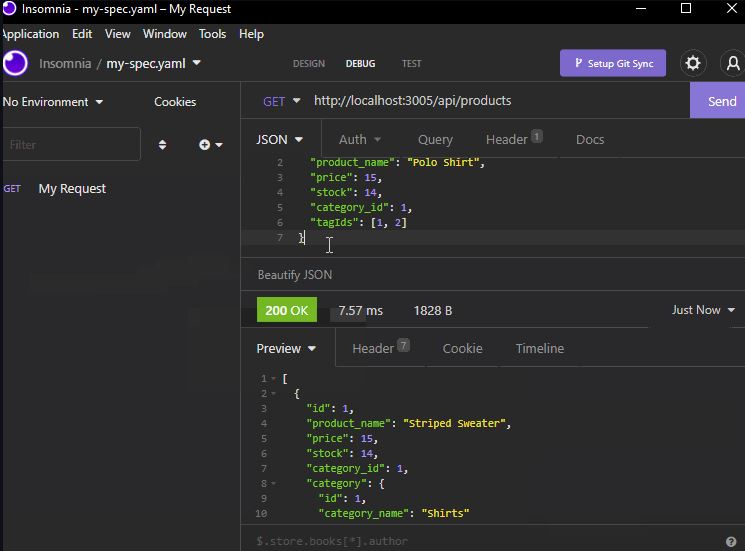 Insomnia - my-spec.yaml – My Request
Application Edit View Window Tools Help
Insomnia / my-spec.yaml DESIGN DEBUG TEST Setup Git Sync
No Environment Cookies GET http://localhost:3005/api/products Send
Filter JSON Auth Query Header 1 Docs
2 "product_name": "Polo Shirt",
3 "price": 15,
GET My Request
4 "stock": 14,
5 "category_id": 1,
6 "tagIds": [1, 2]
7 }
Beautify JSON
200 OK 7.57 ms 1828 B Just Now
Preview Header 7 Cookie Timeline
1 [
2 {
3 "id": 1,
4 "product_name": "Striped Sweater",
5 "price": 15,
6 "stock": 14,
7 "category_id": 1,
8 "category": {
9 "id": 1,
10 "category_name": "Shirts"
$.store.books[*].author